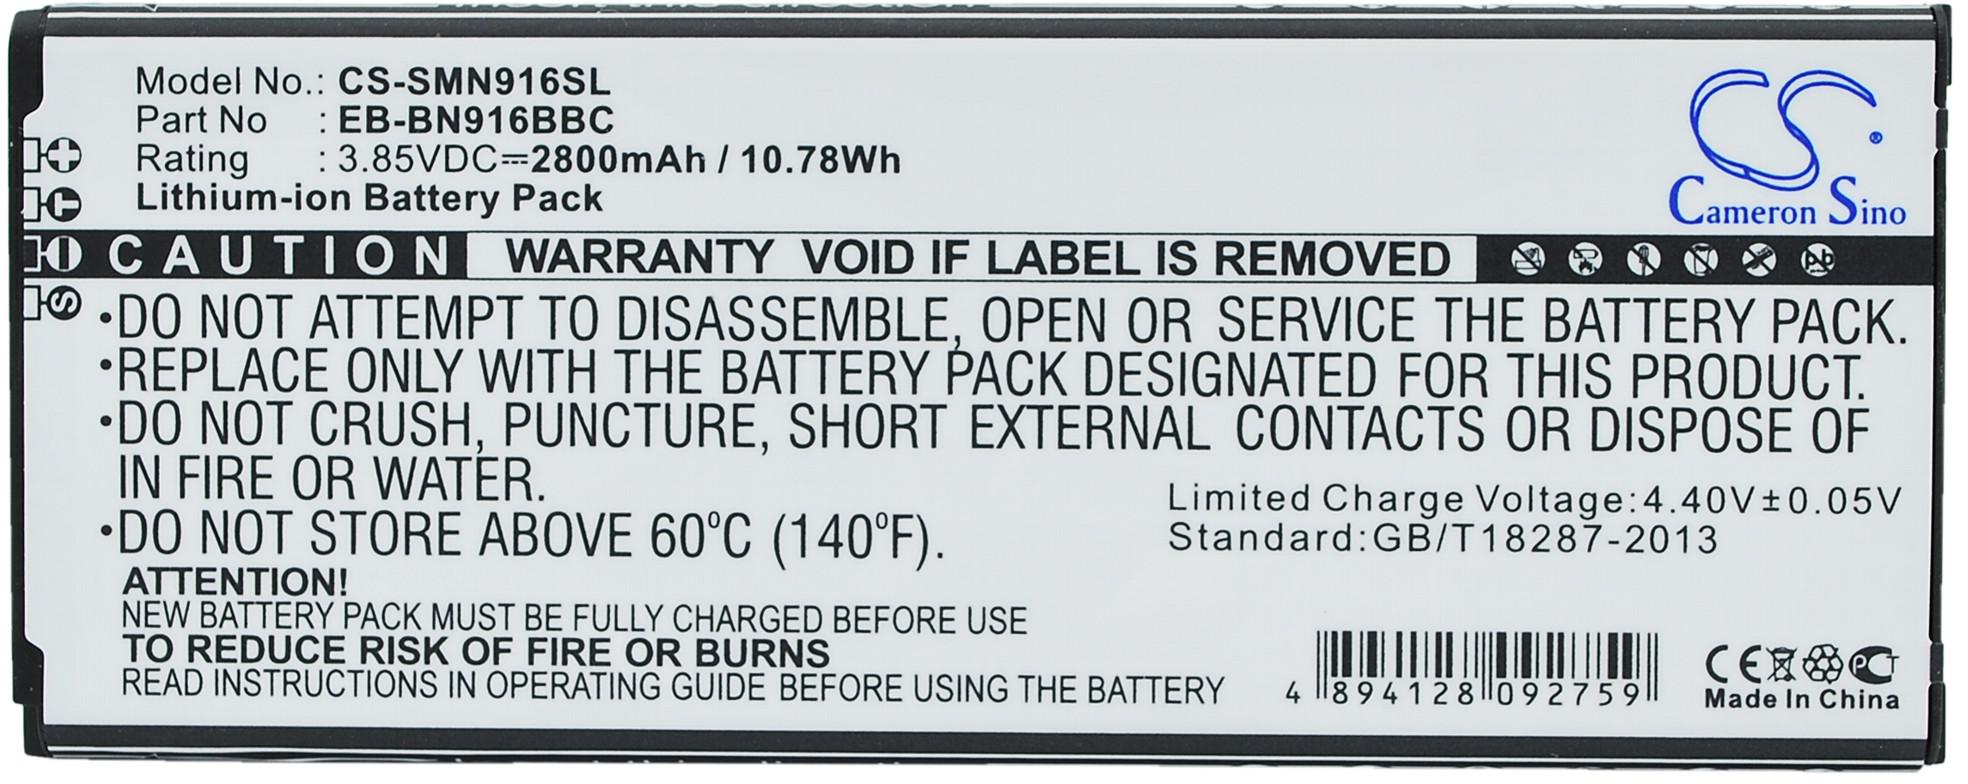 Model No.: CS-SMN916SL
Part No : EB-BN916BBC
Rating : 3.85VDC⎓2800mAh / 10.78Wh
Lithium-ion Battery Pack
CS®
Cameron Sino
CAUTION WARRANTY VOID IF LABEL IS REMOVED
•DO NOT ATTEMPT TO DISASSEMBLE, OPEN OR SERVICE THE BATTERY PACK.
•REPLACE ONLY WITH THE BATTERY PACK DESIGNATED FOR THIS PRODUCT.
•DO NOT CRUSH, PUNCTURE, SHORT EXTERNAL CONTACTS OR DISPOSE OF
IN FIRE OR WATER.
•DO NOT STORE ABOVE 60°C (140°F).
Limited Charge Voltage:4.40V±0.05V
Standard:GB/T18287-2013
ATTENTION!
NEW BATTERY PACK MUST BE FULLY CHARGED BEFORE USE
TO REDUCE RISK OF FIRE OR BURNS
READ INSTRUCTIONS IN OPERATING GUIDE BEFORE USING THE BATTERY
4 894128 092759
CE PCT
Made In China